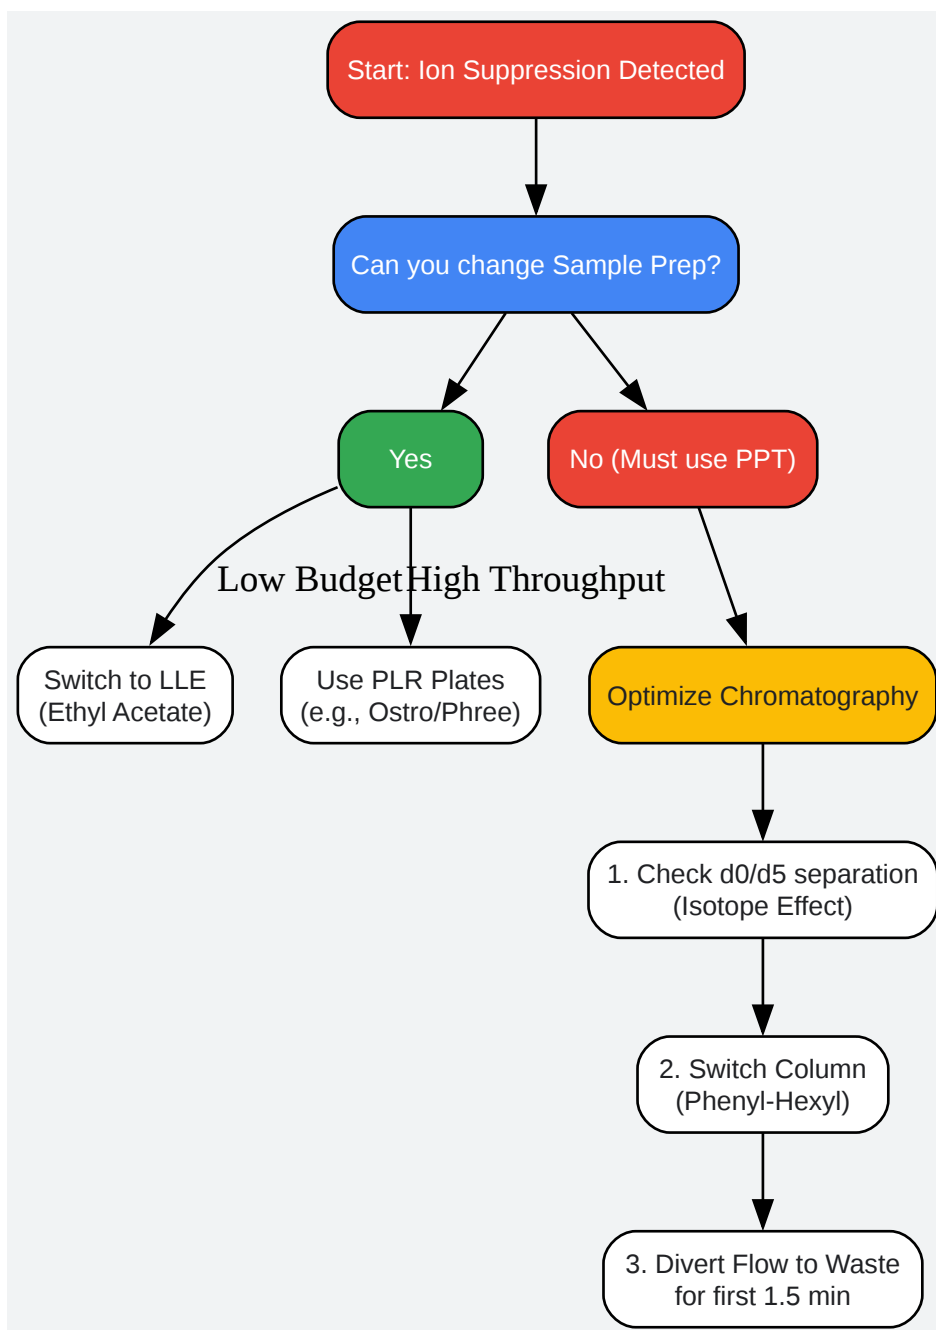 Start: Ion Suppression Detected
Can you change Sample Prep?
Yes
No (Must use PPT)
Low Budget
High Throughput
Switch to LLE
(Ethyl Acetate)
Use PLR Plates
(e.g., Ostro/Phree)
Optimize Chromatography
1. Check d0/d5 separation
(Isotope Effect)
2. Switch Column
(Phenyl-Hexyl)
3. Divert Flow to Waste
for first 1.5 min